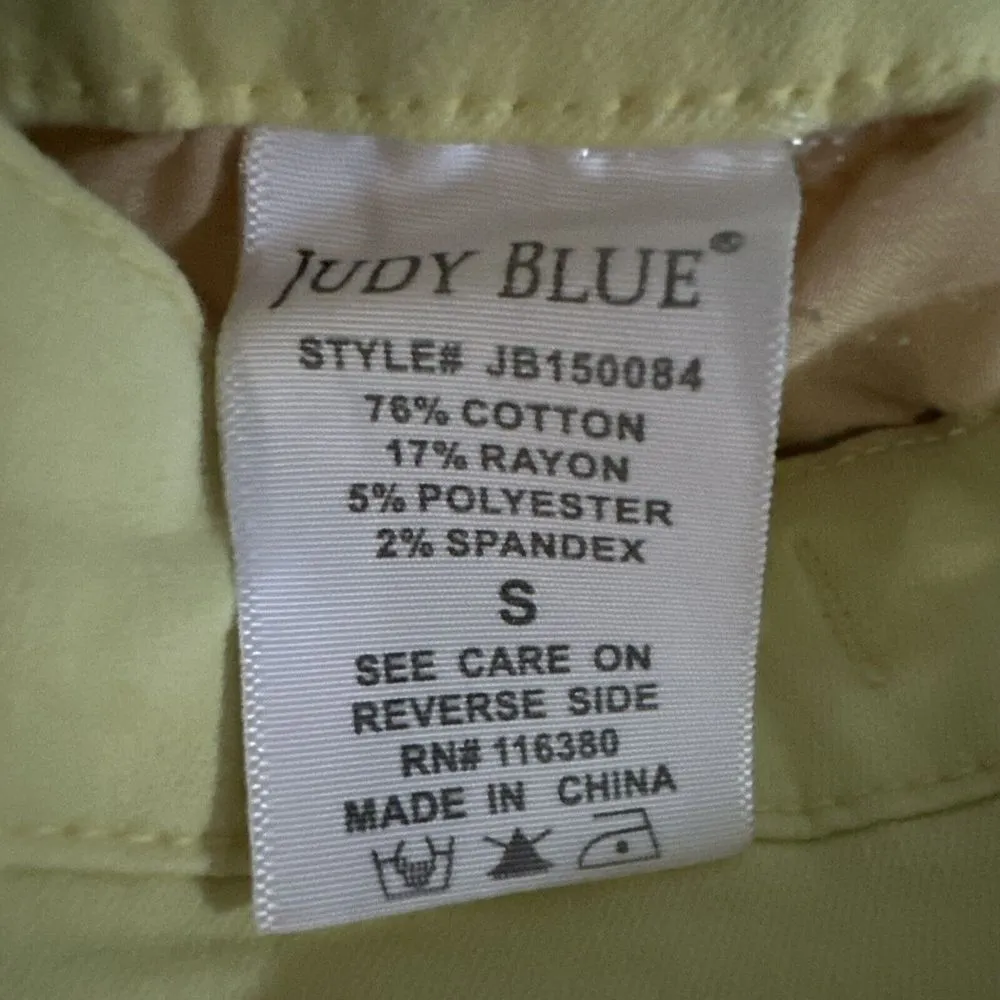 JUDY BLUE®
STYLE# JB150084
76% COTTON
17% RAYON
5% POLYESTER
2% SPANDEX
S
SEE CARE ON
REVERSE SIDE
RN# 116380
MADE IN CHINA